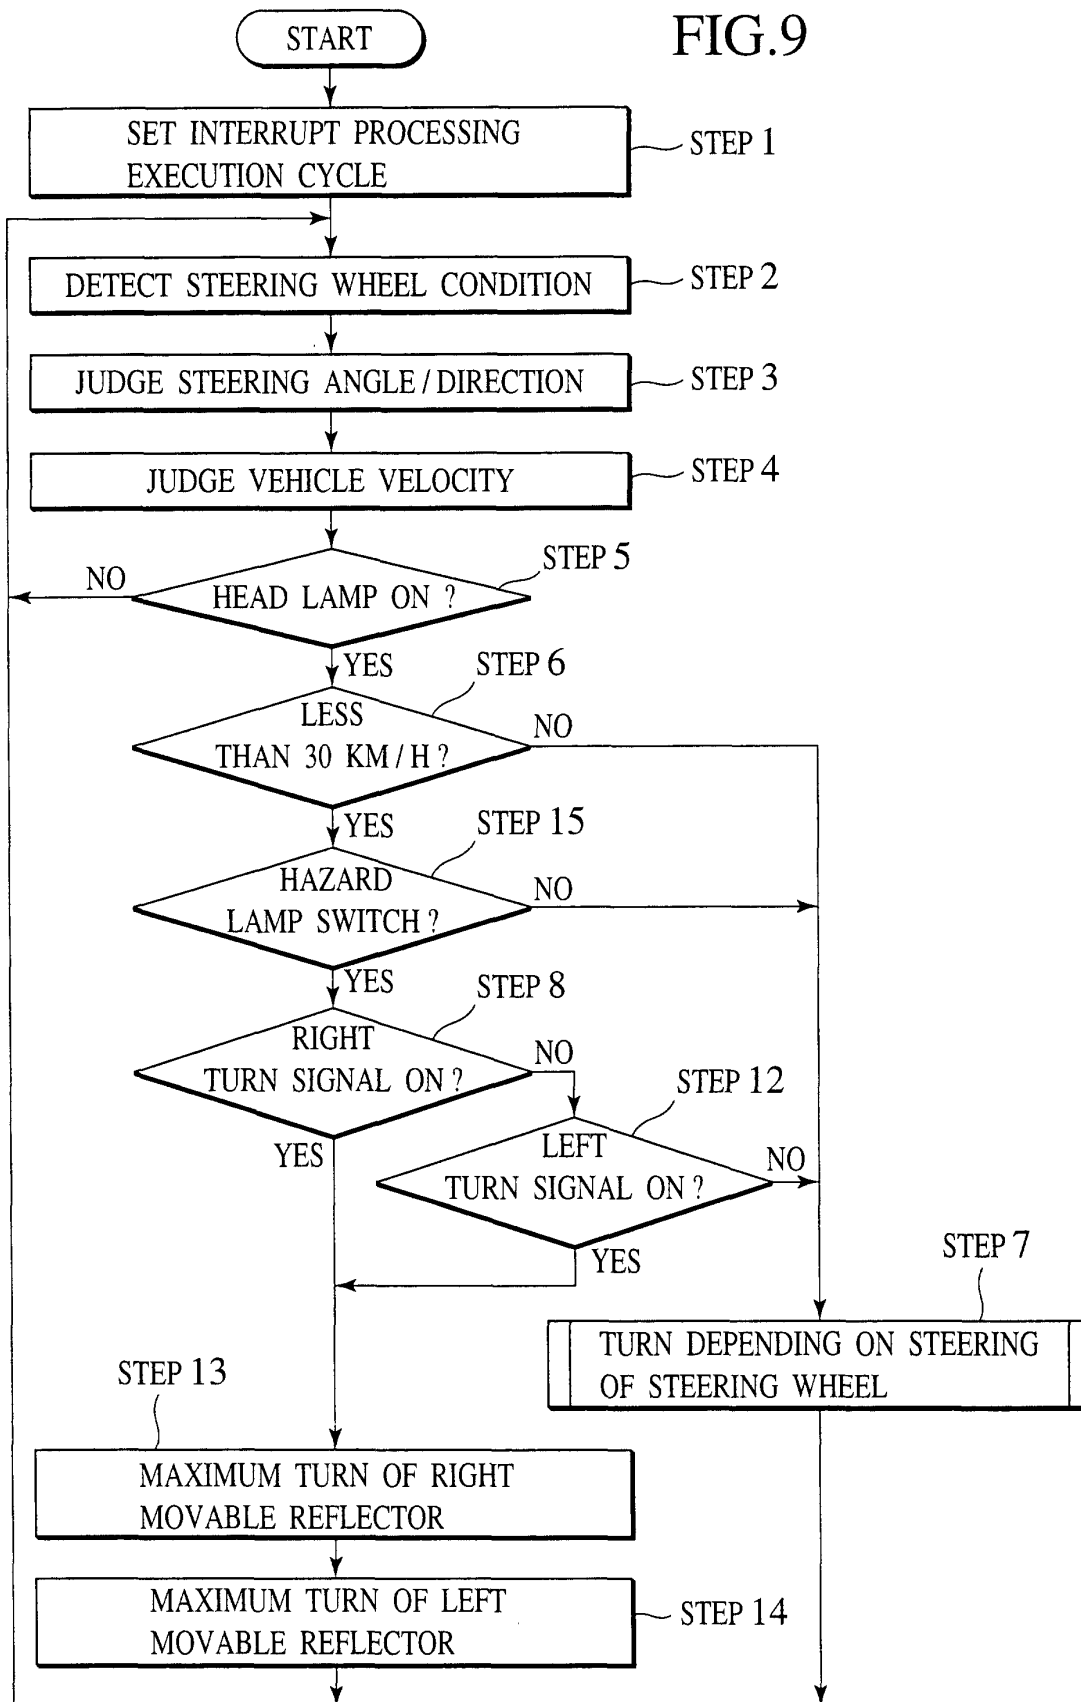 FIG.9
START
SET INTERRUPT PROCESSING
EXECUTION CYCLE
STEP 1
DETECT STEERING WHEEL CONDITION
STEP 2
JUDGE STEERING ANGLE / DIRECTION
STEP 3
JUDGE VEHICLE VELOCITY
STEP 4
STEP 5
HEAD LAMP ON ?
NO
YES
STEP 6
LESS
THAN 30 KM / H ?
NO
YES
STEP 15
HAZARD
LAMP SWITCH ?
NO
YES
STEP 8
RIGHT
TURN SIGNAL ON ?
NO
YES
STEP 12
LEFT
TURN SIGNAL ON ?
NO
YES
STEP 7
TURN DEPENDING ON STEERING
OF STEERING WHEEL
STEP 13
MAXIMUM TURN OF RIGHT
MOVABLE REFLECTOR
MAXIMUM TURN OF LEFT
MOVABLE REFLECTOR
STEP 14